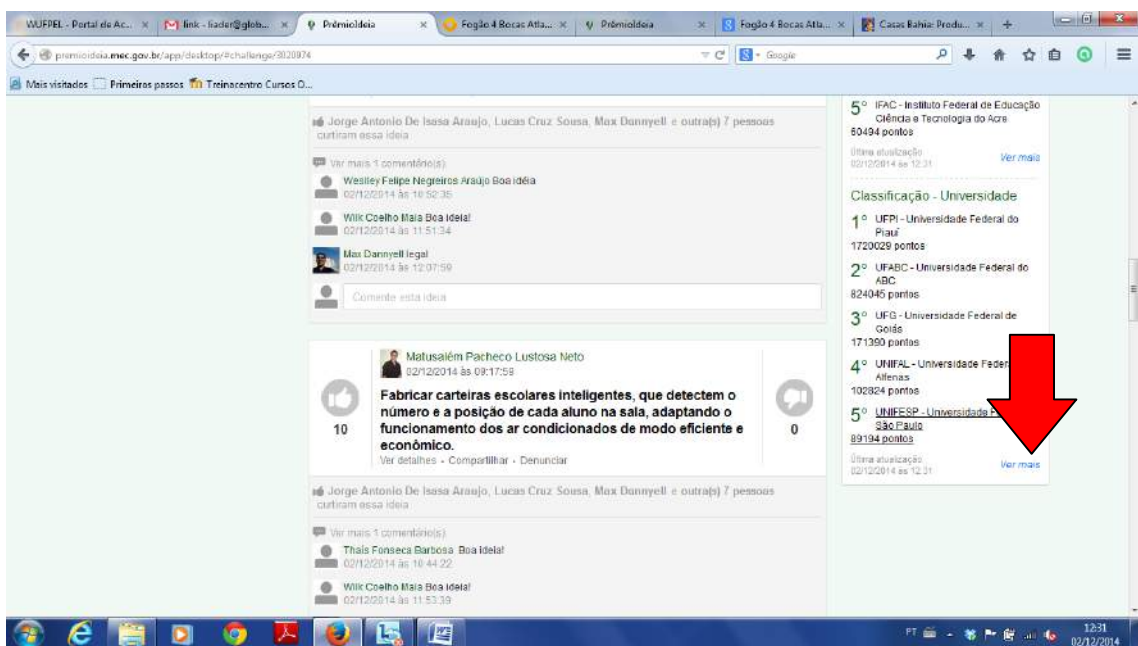 WUFPEL - Portal de Ac...
link - liader@glob...
PrêmioIdeia
Fogão 4 Bocas Atla...
PrêmioIdeia
Fogão 4 Bocas Atla...
Casas Bahia: Produ...
premioideia.mec.gov.br/app/desktop/#challenge/3020974
Google
Mais visitados
Primeiros passos
Treinacentro Cursos O...
Jorge Antonio De Isasa Araujo, Lucas Cruz Sousa, Max Dannyell e outra(s) 7 pessoas
curtiram essa ideia
Ver mais 1 comentário(s)
Weslley Felipe Negreiros Araújo Boa idéia
02/12/2014 às 10:52:35
Wilk Coelho Maia Boa ideia!
02/12/2014 às 11:51:34
Max Dannyell legal
02/12/2014 às 12:07:59
Comente esta ideia
Matusalém Pacheco Lustosa Neto
02/12/2014 às 09:17:59
Fabricar carteiras escolares inteligentes, que detectem o
número e a posição de cada aluno na sala, adaptando o
funcionamento dos ar condicionados de modo eficiente e
econômico.
10
0
Ver detalhes - Compartilhar - Denunciar
Jorge Antonio De Isasa Araujo, Lucas Cruz Sousa, Max Dannyell e outra(s) 7 pessoas
curtiram essa ideia
Ver mais 1 comentário(s)
Thaís Fonseca Barbosa Boa ideia!
02/12/2014 às 10:44:22
Wilk Coelho Maia Boa ideia!
02/12/2014 às 11:53:39
5º IFAC - Instituto Federal de Educação
Ciência e Tecnologia do Acre
60494 pontos
Última atualização
02/12/2014 às 12:31
Ver mais
Classificação - Universidade
1º UFPI - Universidade Federal do
Piauí
1720029 pontos
2º UFABC - Universidade Federal do
ABC
824045 pontos
3º UFG - Universidade Federal de
Goiás
171390 pontos
4º UNIFAL - Universidade
Alfenas
102824 pontos
5º UNIFESP - Universidade
São Paulo
89194 pontos
Última atualização
02/12/2014 às 12:31
Ver mais
PT
12:31
02/12/2014